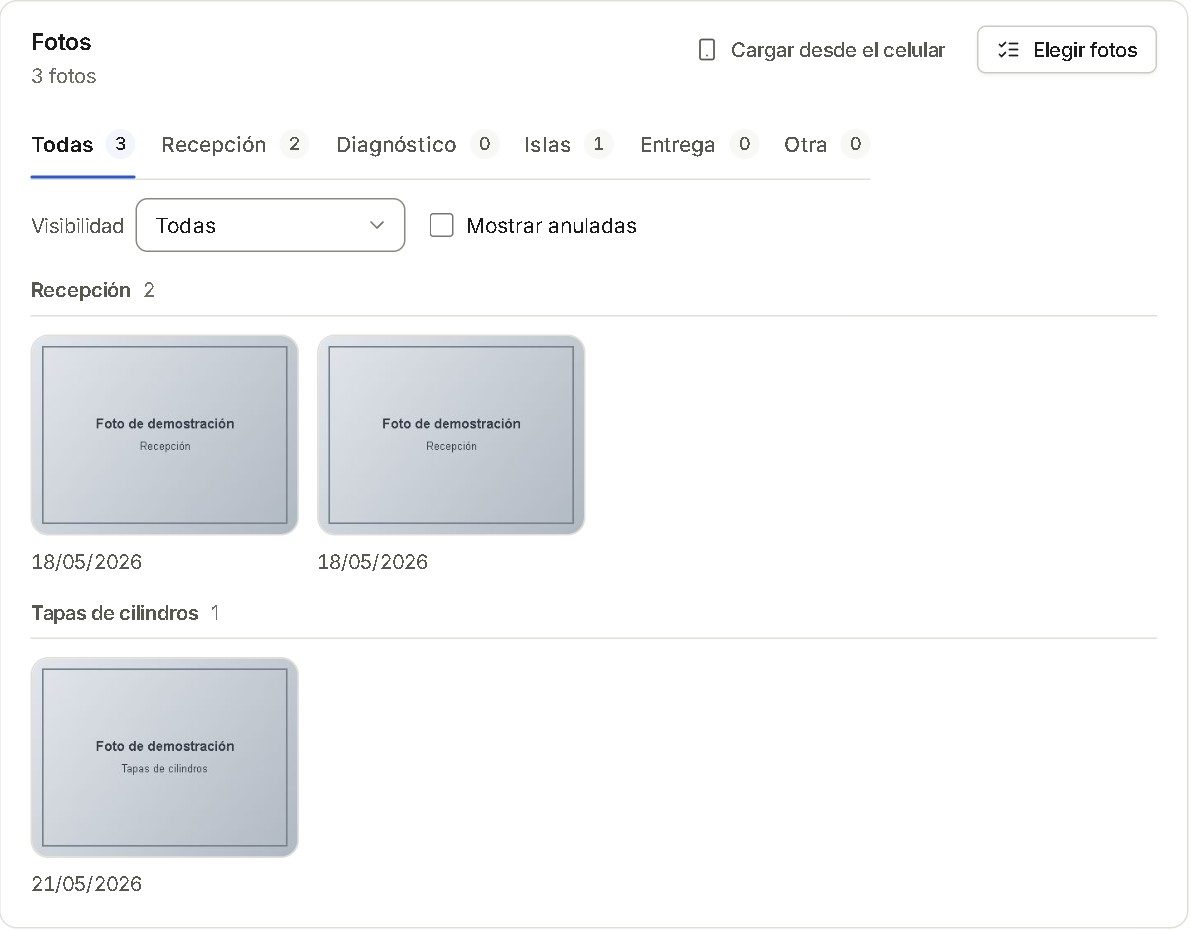 Fotos
3 fotos
Cargar desde el celular
Elegir fotos
Todas 3 Recepción 2 Diagnóstico 0 Islas 1 Entrega 0 Otra 0
Visibilidad Todas Mostrar anuladas
Recepción 2
Foto de demostración
Recepción
18/05/2026
Foto de demostración
Recepción
18/05/2026
Tapas de cilindros 1
Foto de demostración
Tapas de cilindros
21/05/2026